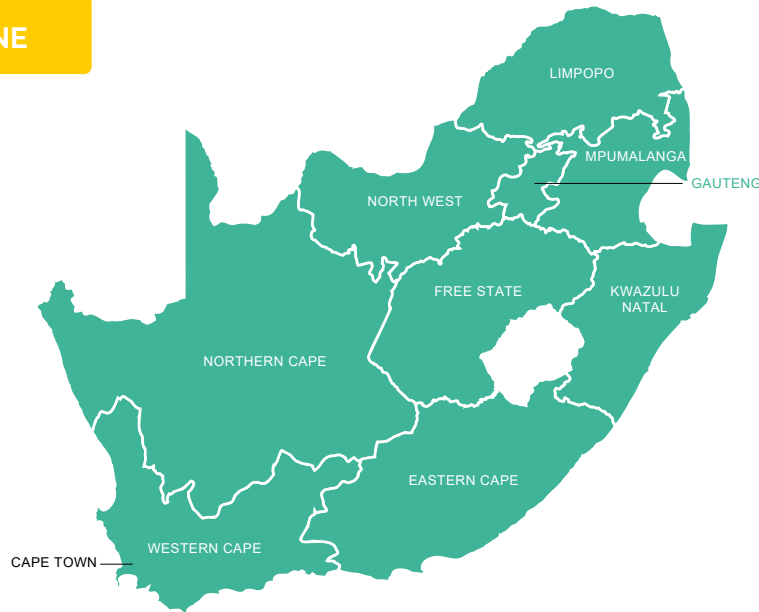 NE
LIMPOPO
MPUMALANGA
GAUTENG
NORTH WEST
FREE STATE
KWAZULU
NATAL
NORTHERN CAPE
EASTERN CAPE
WESTERN CAPE
CAPE TOWN